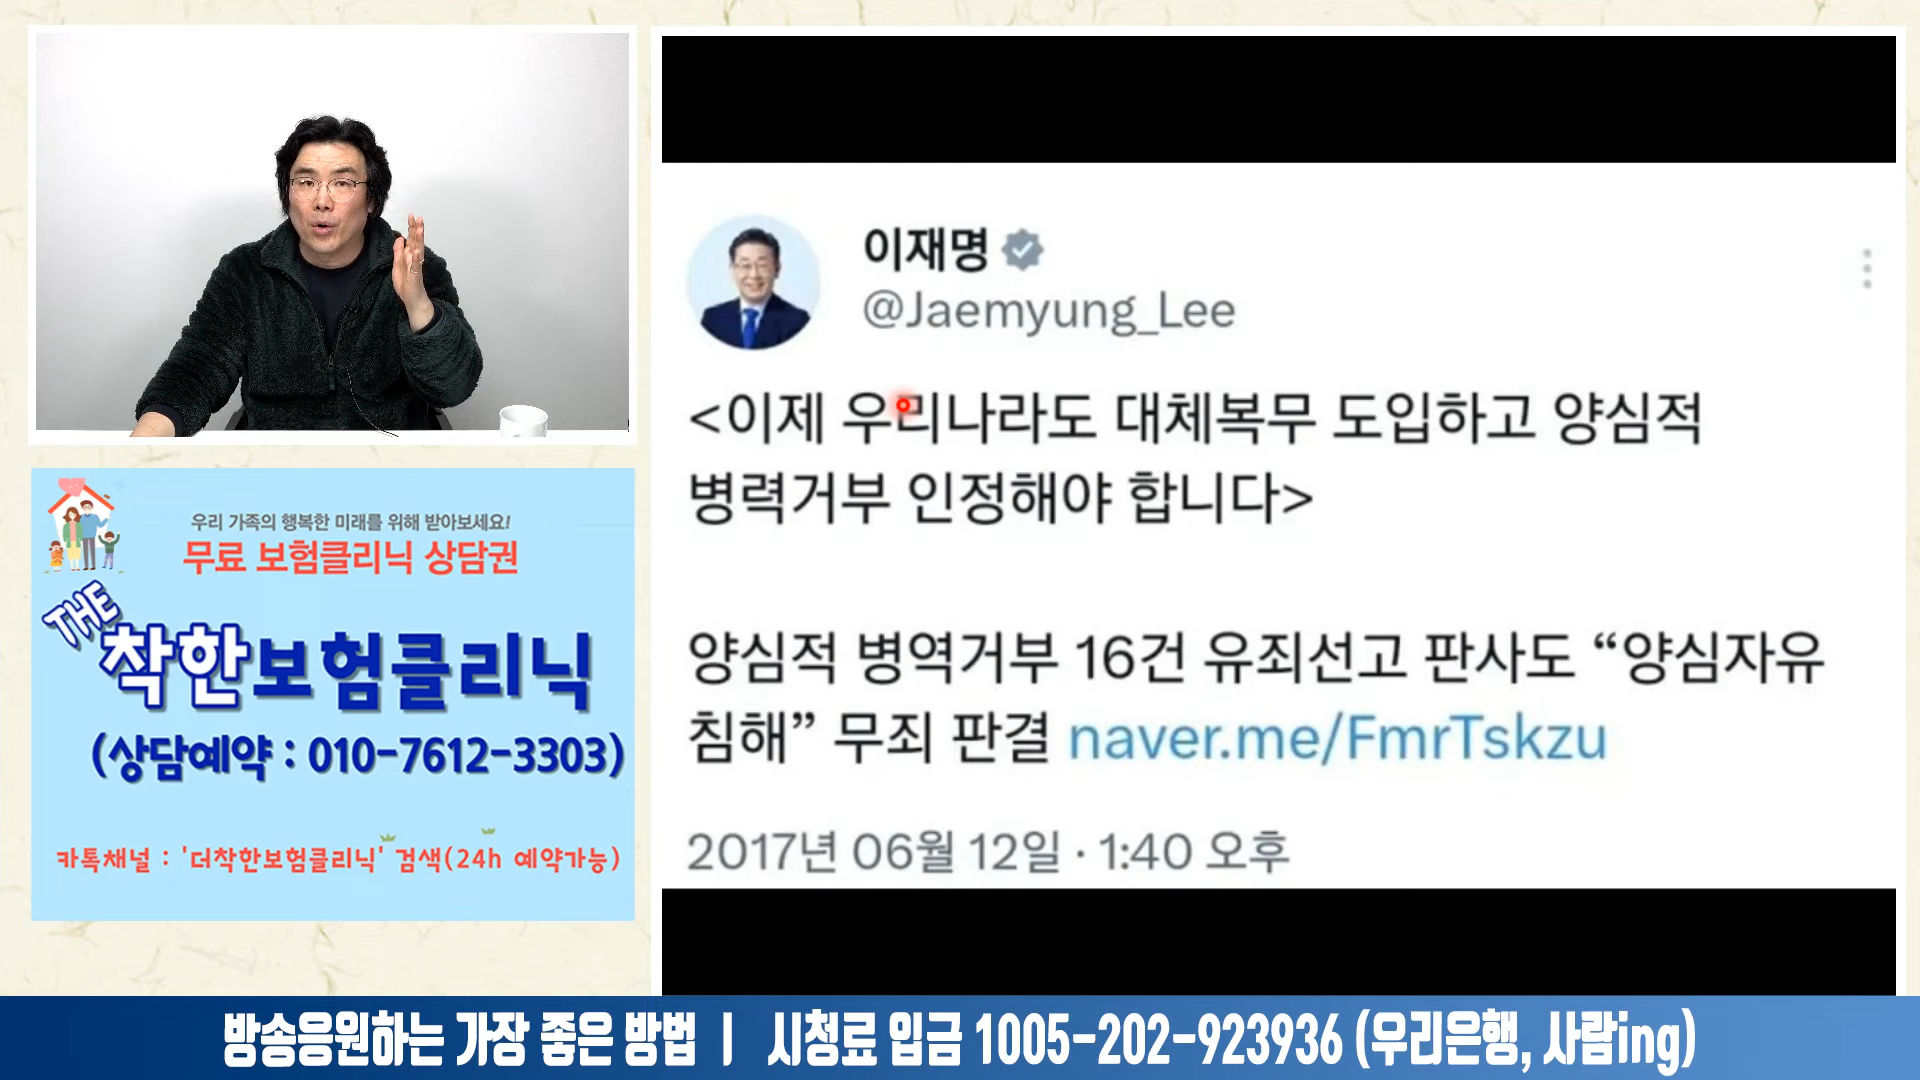 이재명
@Jaemyung_Lee
<이제 우리나라도 대체복무 도입하고 양심적
병력거부 인정해야 합니다>
양심적 병역거부 16건 유죄선고 판사도 “양심자유
침해” 무죄 판결 naver.me/FmrTskzu
2017년 06월 12일 · 1:40 오후
우리 가족의 행복한 미래를 위해 받아보세요!
무료 보험클리닉 상담권
THE
착한보험클리닉
(상담예약 : 010-7612-3303)
카톡채널 : '더착한보험클리닉' 검색(24h 예약가능)
방송응원하는 가장 좋은 방법 | 시청료 입금 1005-202-923936 (우리은행, 사람ing)